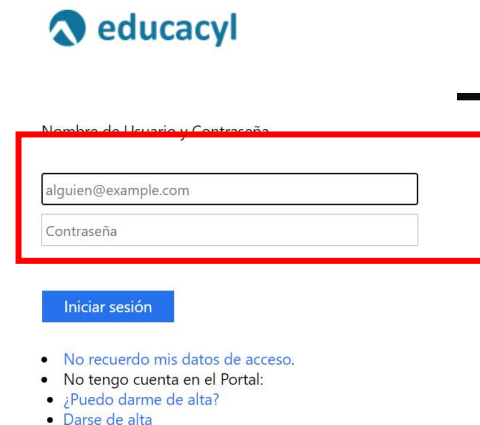 educacyl
Nombre de Usuario y Contraseña
alguien@example.com
Contraseña
Iniciar sesión
No recuerdo mis datos de acceso.
No tengo cuenta en el Portal:
¿Puedo darme de alta?
Darse de alta